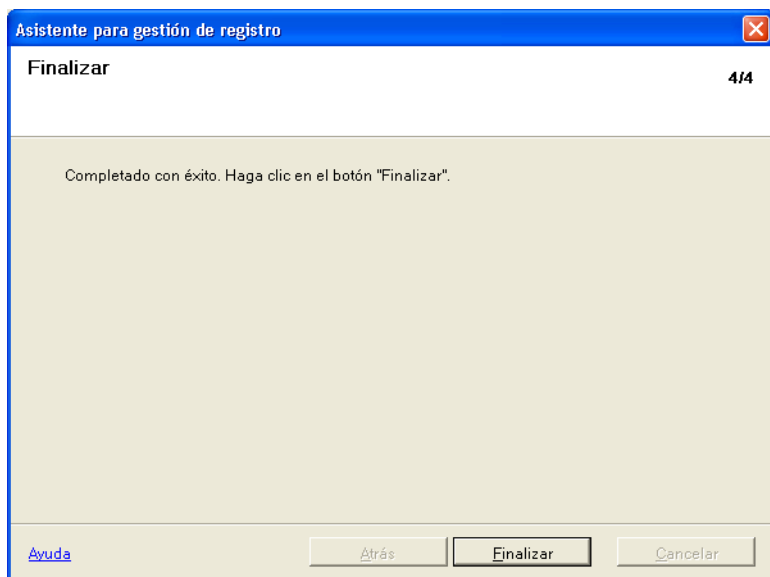 Asistente para gestión de registro
Finalizar
4/4
Completado con éxito. Haga clic en el botón "Finalizar".
Ayuda
Atrás
Finalizar
Cancelar